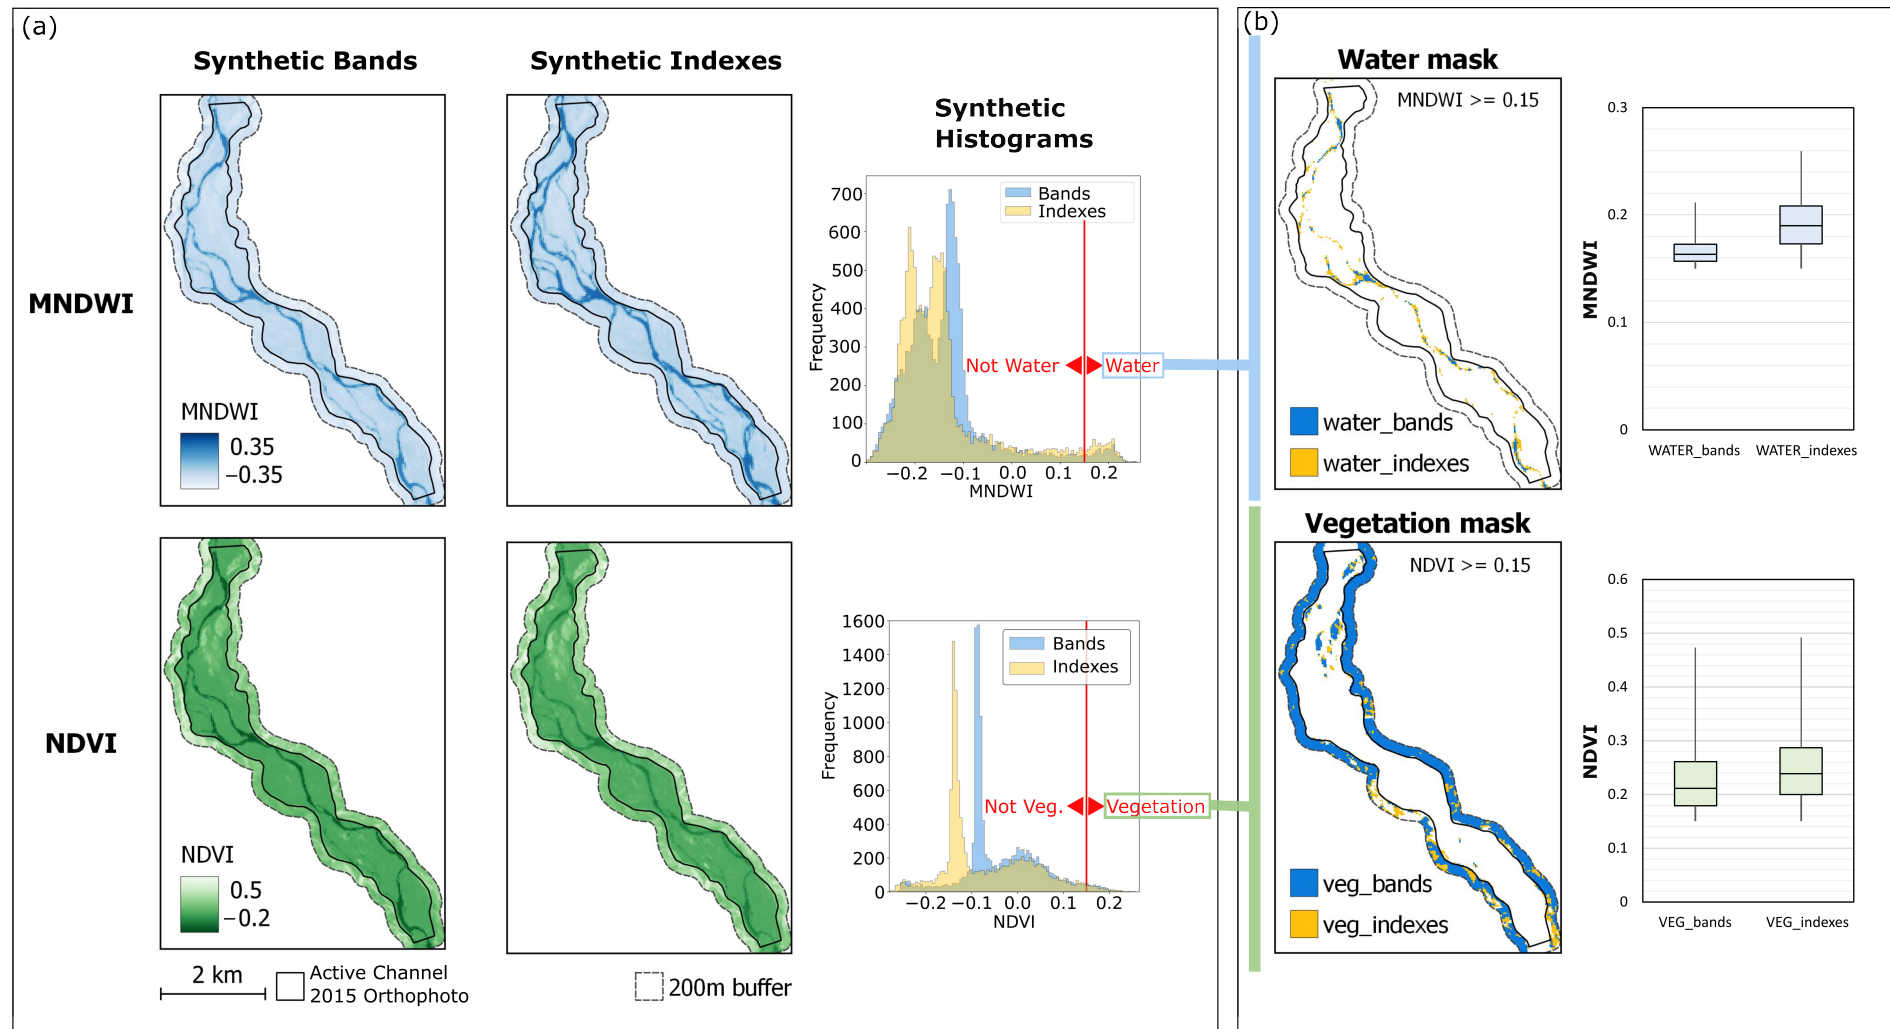 (a)
Synthetic Bands
Synthetic Indexes
Synthetic
Histograms
MNDWI
MNDWI
0.35
−0.35
700
600
500
400
300
200
100
0
Frequency
Bands
Indexes
Not Water
Water
−0.2
−0.1
0.0
0.1
0.2
MNDWI
NDVI
NDVI
0.5
−0.2
1600
1400
1200
1000
800
600
400
200
0
Frequency
Bands
Indexes
Not Veg.
Vegetation
−0.2
−0.1
0.0
0.1
0.2
NDVI
2 km
Active Channel
2015 Orthophoto
200m buffer
(b)
Water mask
MNDWI >= 0.15
water_bands
water_indexes
0.3
0.2
0.1
0
MNDWI
WATER_bands
WATER_indexes
Vegetation mask
NDVI >= 0.15
veg_bands
veg_indexes
0.6
0.5
0.4
0.3
0.2
0.1
0
NDVI
VEG_bands
VEG_indexes